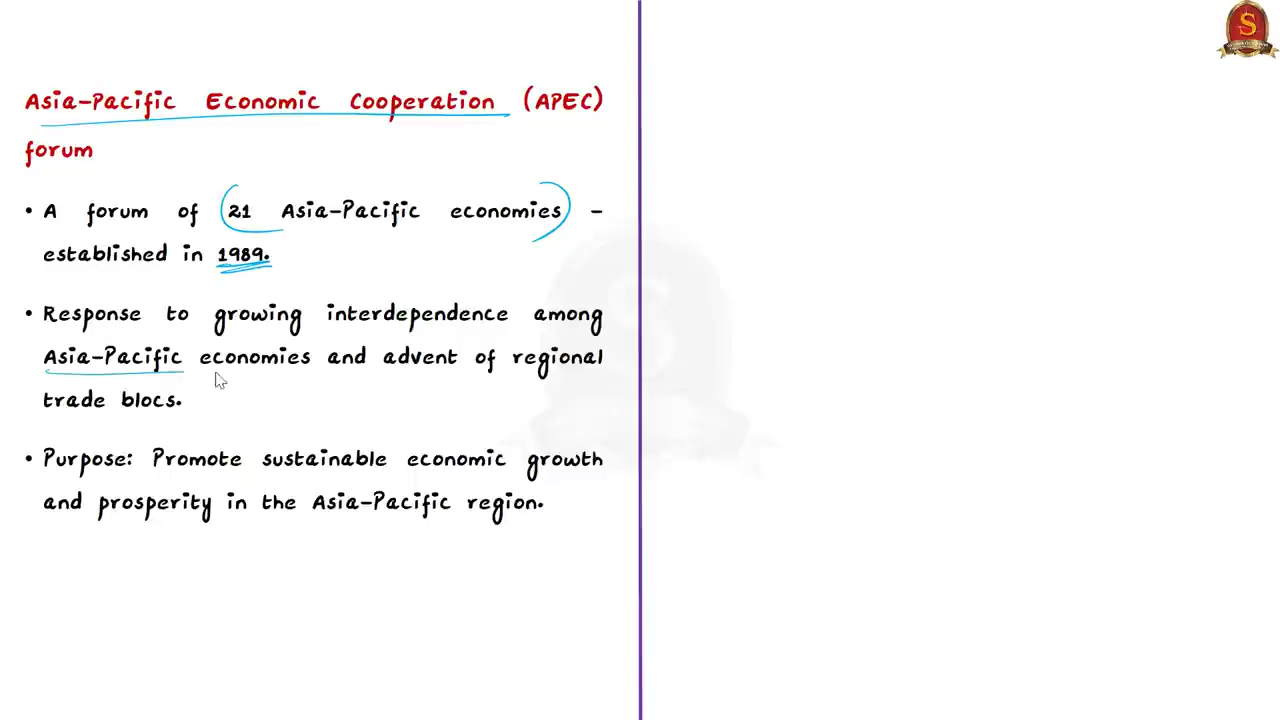 Asia-Pacific Economic Cooperation (APEC)
forum
• A forum of 21 Asia-Pacific economies -
established in 1989.
• Response to growing interdependence among
Asia-Pacific economies and advent of regional
trade blocs.
• Purpose: Promote sustainable economic growth
and prosperity in the Asia-Pacific region.
S